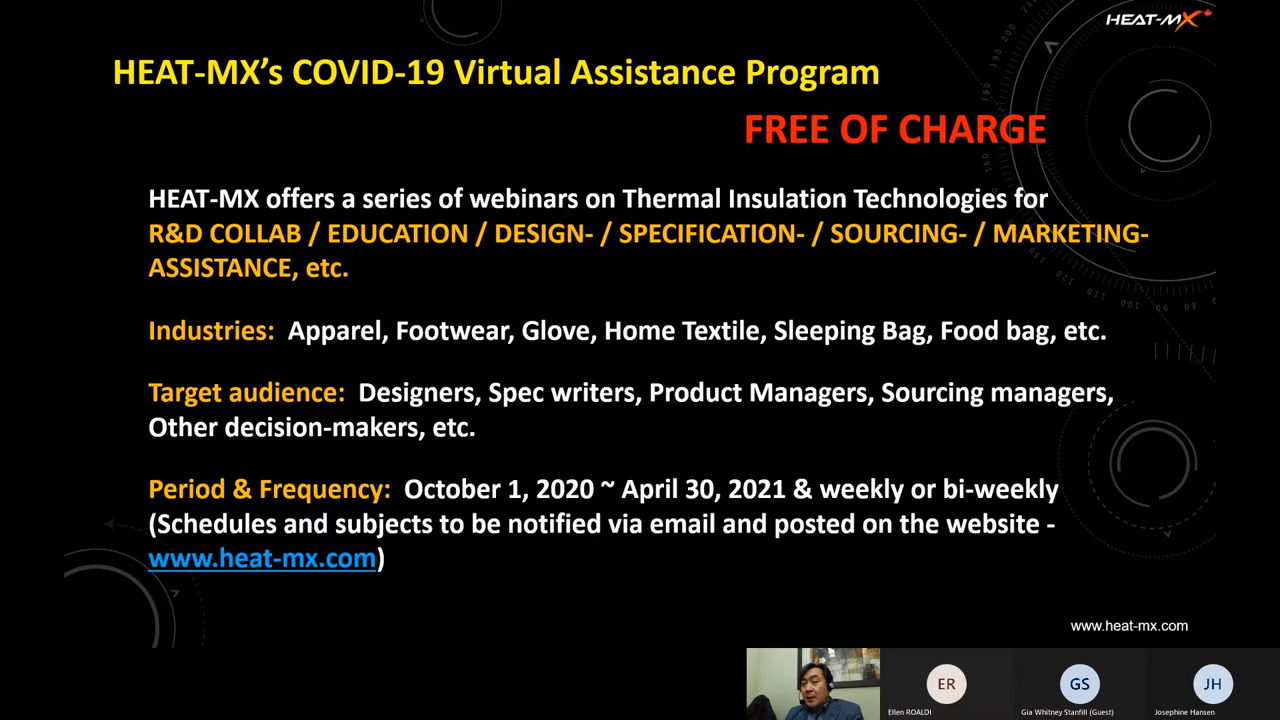 HEAT-MX
HEAT-MX's COVID-19 Virtual Assistance Program
FREE OF CHARGE
HEAT-MX offers a series of webinars on Thermal Insulation Technologies for
R&D COLLAB / EDUCATION / DESIGN- / SPECIFICATION- / SOURCING- / MARKETING-
ASSISTANCE, etc.
Industries: Apparel, Footwear, Glove, Home Textile, Sleeping Bag, Food bag, etc.
Target audience: Designers, Spec writers, Product Managers, Sourcing managers,
Other decision-makers, etc.
Period & Frequency: October 1, 2020 ~ April 30, 2021 & weekly or bi-weekly
(Schedules and subjects to be notified via email and posted on the website -
www.heat-mx.com)
www.heat-mx.com
ER
GS
JH
Ellen ROALDI
Gia Whitney Stanfill (Guest)
Josephine Hansen